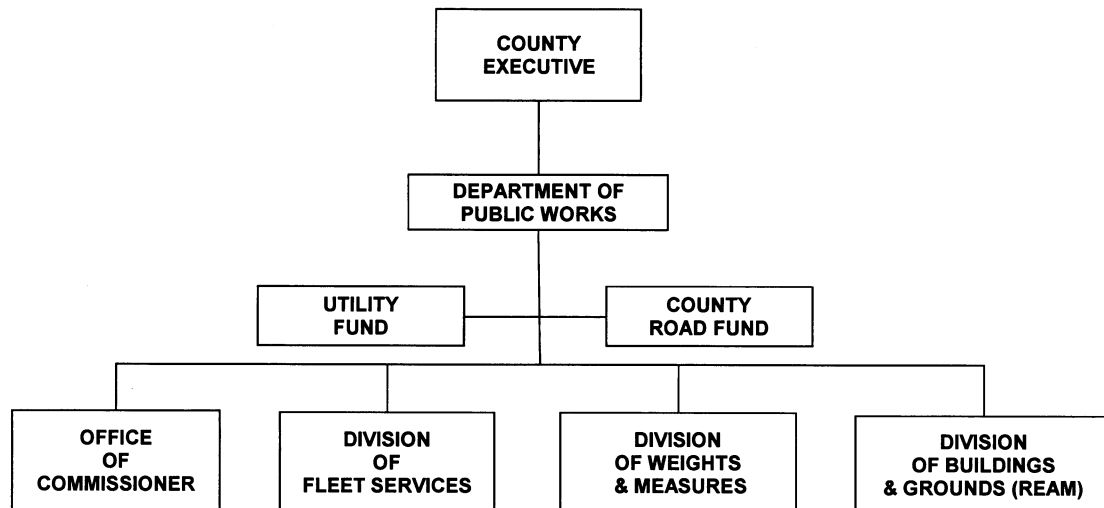 COUNTY
EXECUTIVE
DEPARTMENT OF
PUBLIC WORKS
UTILITY
FUND
COUNTY
ROAD FUND
OFFICE
OF
COMMISSIONER
DIVISION
OF
FLEET SERVICES
DIVISION
OF WEIGHTS
& MEASURES
DIVISION
OF BUILDINGS
& GROUNDS (REAM)